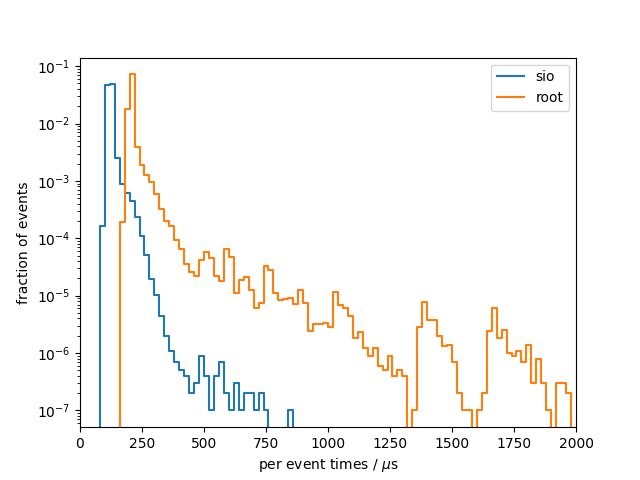 10⁻¹
10⁻²
10⁻³
10⁻⁴
10⁻⁵
10⁻⁶
10⁻⁷
fraction of events
sio
root
0 250 500 750 1000 1250 1500 1750 2000
per event times / μs